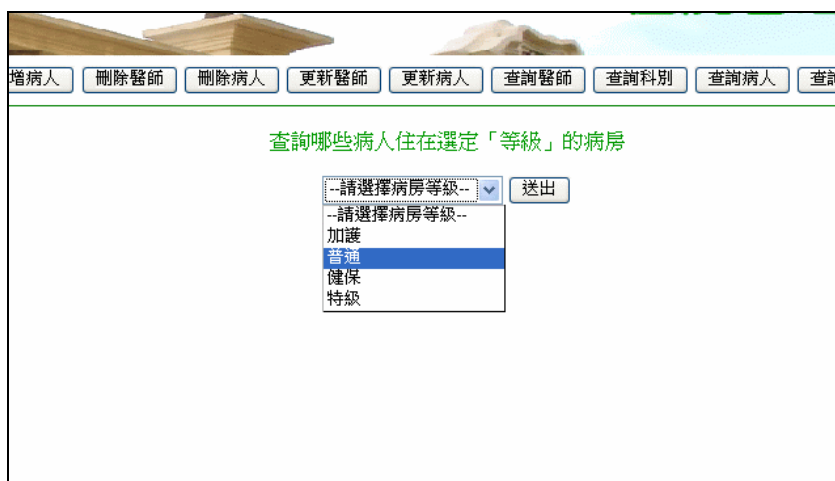 增病人 刪除醫師 刪除病人 更新醫師 更新病人 查詢醫師 查詢科別 查詢病人
查詢哪些病人住在選定「等級」的病房
--請選擇病房等級-- 送出
--請選擇病房等級--
加護
普通
健保
特級